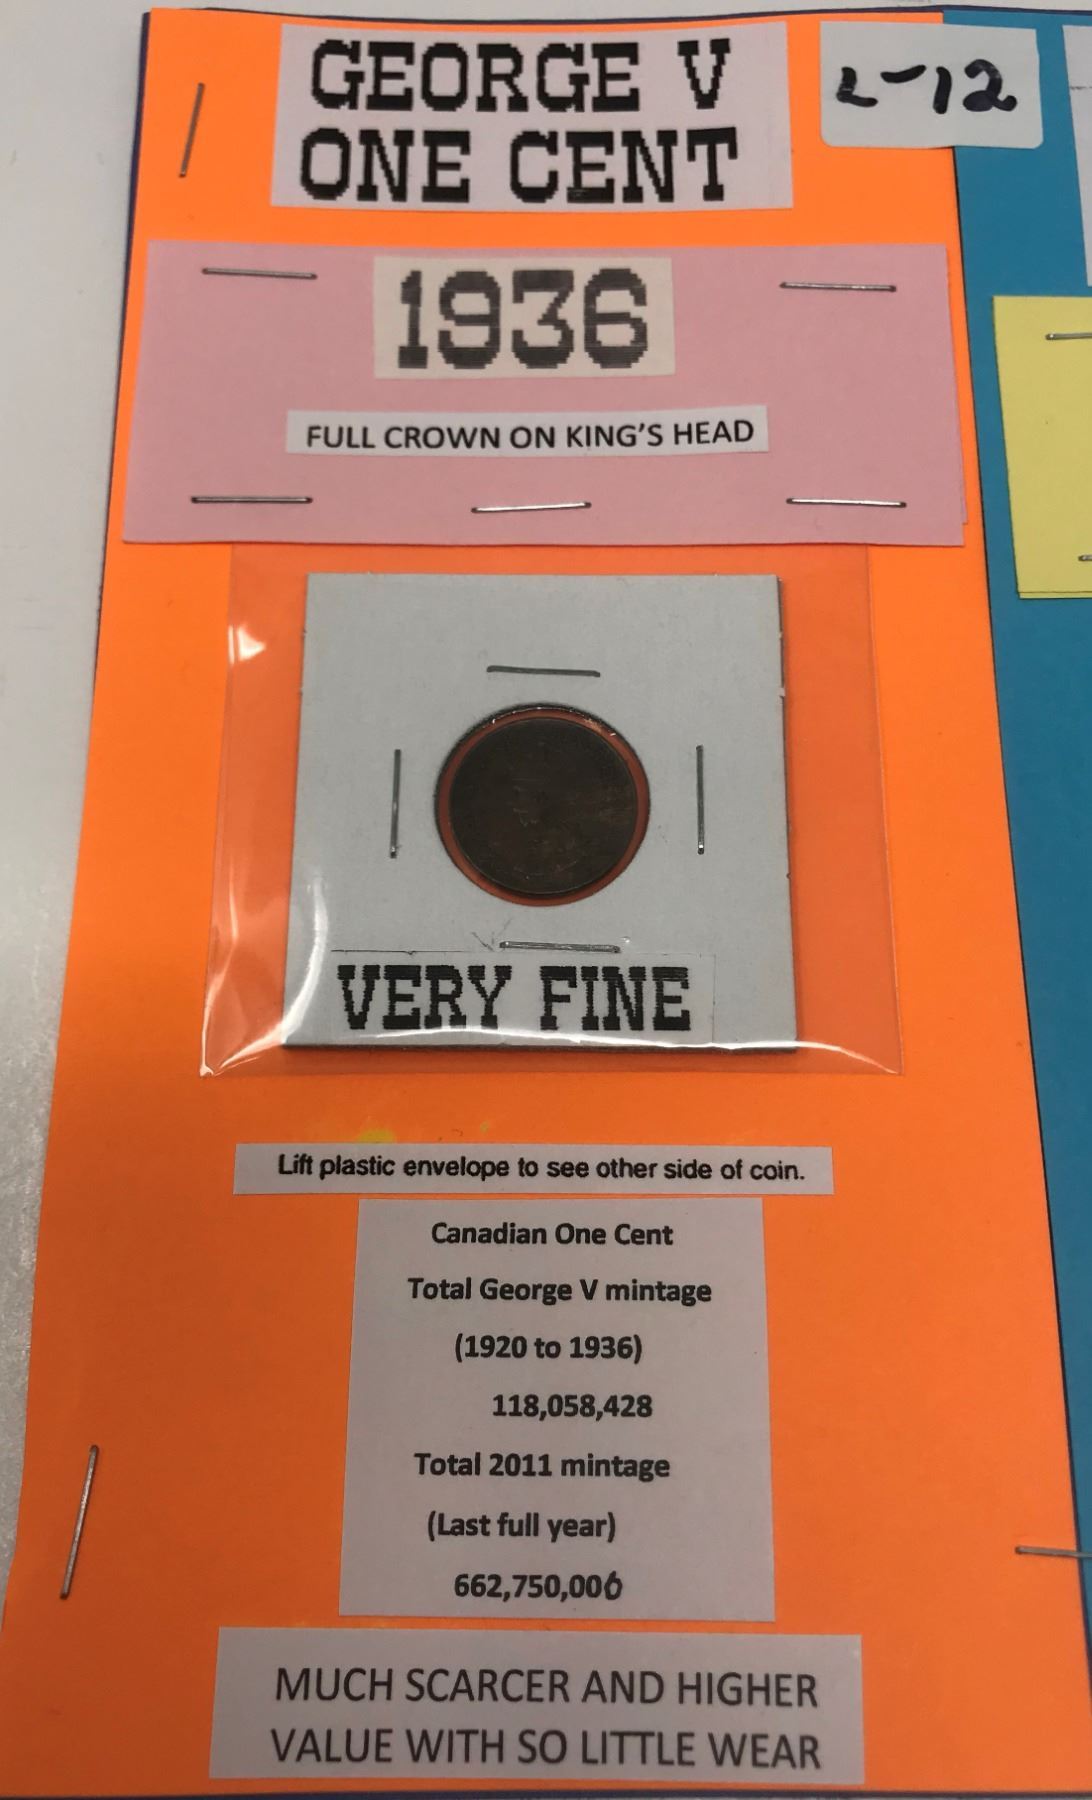 GEORGE V
ONE CENT
L-12
1936
FULL CROWN ON KING'S HEAD
VERY FINE
Lift plastic envelope to see other side of coin.
Canadian One Cent
Total George V mintage
(1920 to 1936)
118,058,428
Total 2011 mintage
(Last full year)
662,750,000
MUCH SCARCER AND HIGHER
VALUE WITH SO LITTLE WEAR